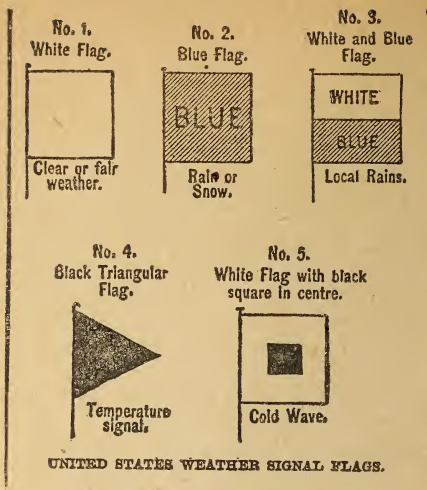 No. 1.
White Flag.
Clear or fair
weather.
No. 2.
Blue Flag.
BLUE
Rain or
Snow.
No. 3.
White and Blue
Flag.
WHITE
BLUE
Local Rains.
No. 4.
Black Triangular
Flag.
Temperature
signal.
No. 5.
White Flag with black
square in centre.
Cold Wave.
UNITED STATES WEATHER SIGNAL FLAGS.